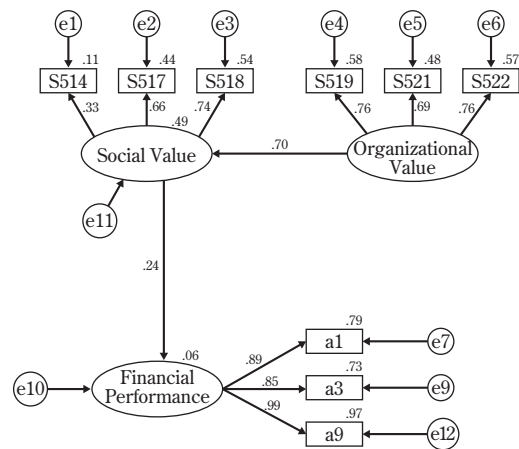 e1 e2 e3 e4 e5 e6
.11 .44 .54 .58 .48 .57
S514 S517 S518 S519 S521 S522
.33 .66 .74 .76 .69 .76
.49
Social Value
.70
Organizational
Value
e11
.24
.79
a1
e7
.89
.06
.73
Financial
Performance
e10
.85
a3
e9
.99
.97
a9
e12